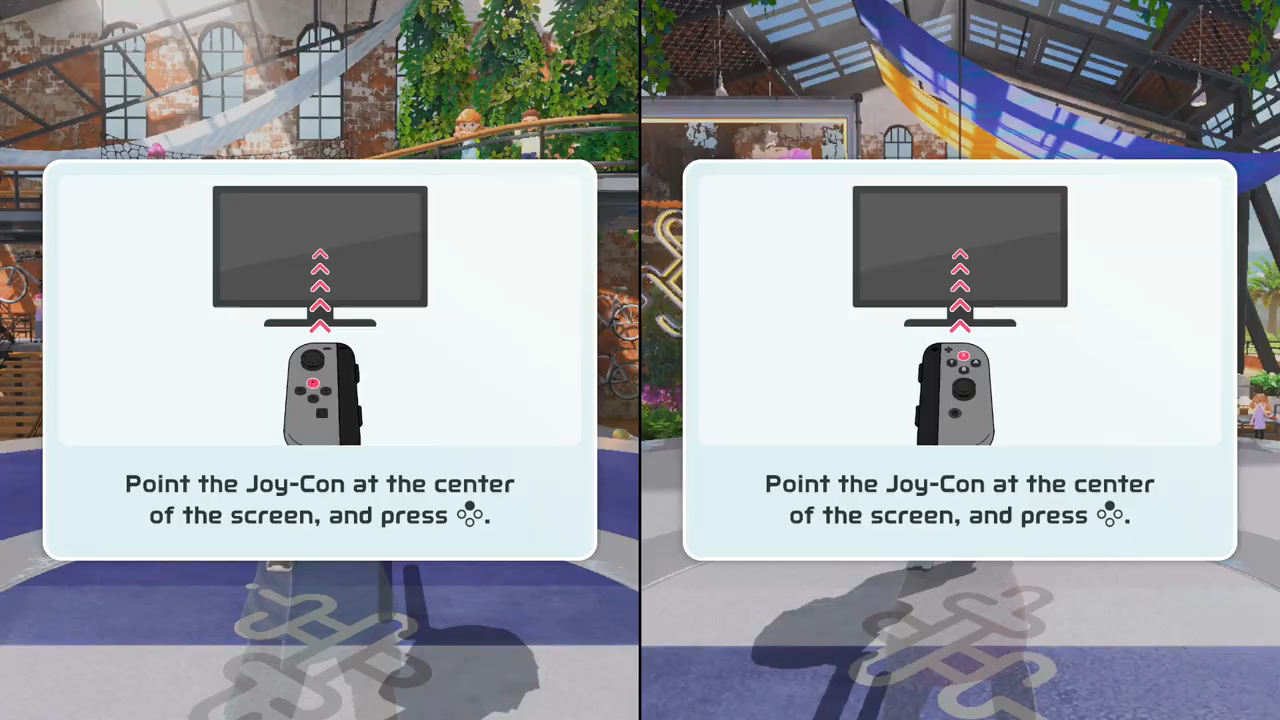 Point the Joy-Con at the center
of the screen, and press .
Point the Joy-Con at the center
of the screen, and press .